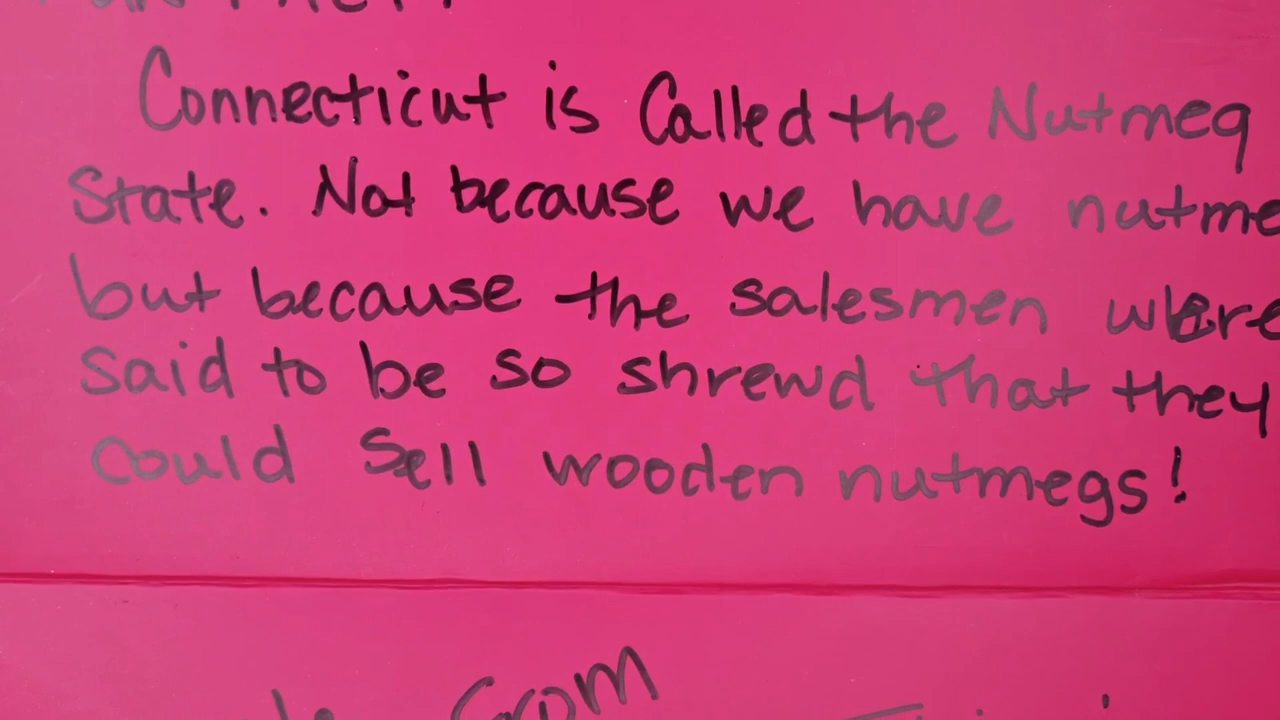 Connecticut is Called the Nutmeg
State. Not because we have nutme
but because the salesmen were
said to be so shrewd that they
could Sell wooden nutmegs!
from